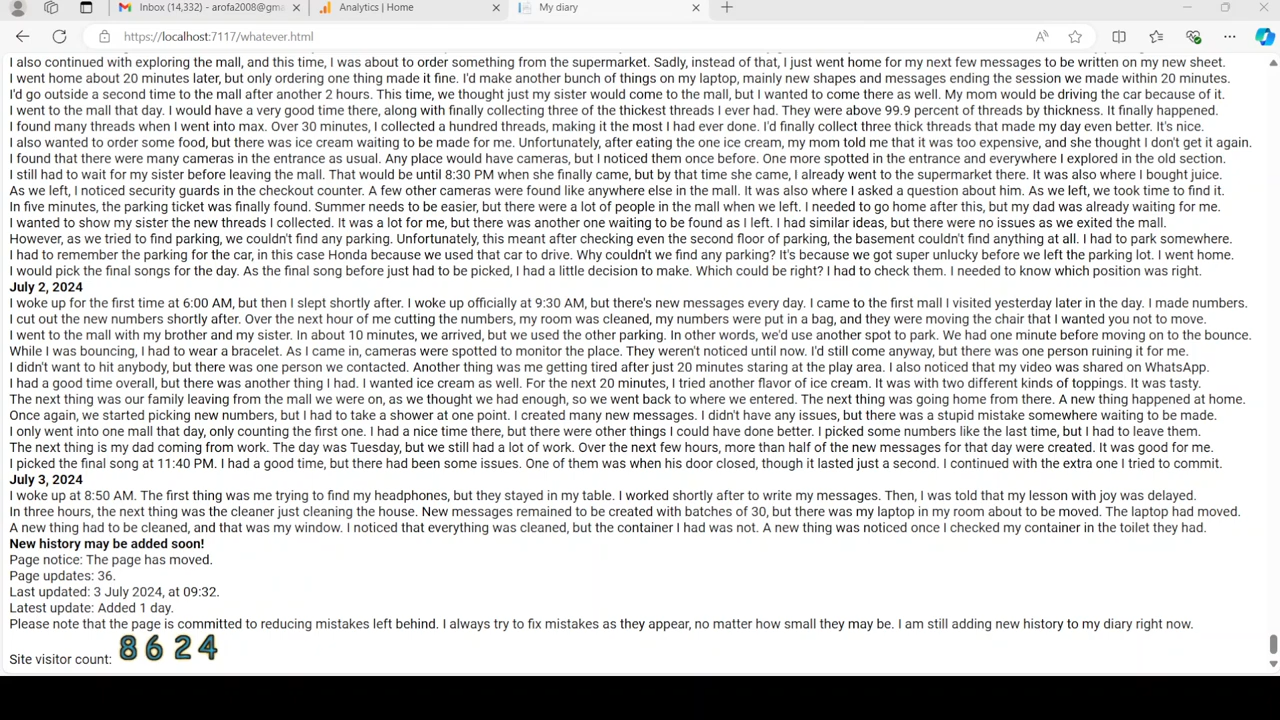 Inbox (14,332) - arofa2008@gma
Analytics | Home
My diary
https://localhost:7117/whatever.html
I also continued with exploring the mall, and this time, I was about to order something from the supermarket. Sadly, instead of that, I just went home for my next few messages to be written on my new sheet.
I went home about 20 minutes later, but only ordering one thing made it fine. I'd make another bunch of things on my laptop, mainly new shapes and messages ending the session we made within 20 minutes.
I'd go outside a second time to the mall after another 2 hours. This time, we thought just my sister would come to the mall, but I wanted to come there as well. My mom would be driving the car because of it.
I went to the mall that day. I would have a very good time there, along with finally collecting three of the thickest threads I ever had. They were above 99.9 percent of threads by thickness. It finally happened.
I found many threads when I went into max. Over 30 minutes, I collected a hundred threads, making it the most I had ever done. I'd finally collect three thick threads that made my day even better. It's nice.
I also wanted to order some food, but there was ice cream waiting to be made for me. Unfortunately, after eating the one ice cream, my mom told me that it was too expensive, and she thought I don't get it again.
I found that there were many cameras in the entrance as usual. Any place would have cameras, but I noticed them once before. One more spotted in the entrance and everywhere I explored in the old section.
I still had to wait for my sister before leaving the mall. That would be until 8:30 PM when she finally came, but by that time she came, I already went to the supermarket there. It was also where I bought juice.
As we left, I noticed security guards in the checkout counter. A few other cameras were found like anywhere else in the mall. It was also where I asked a question about him. As we left, we took time to find it.
In five minutes, the parking ticket was finally found. Summer needs to be easier, but there were a lot of people in the mall when we left. I needed to go home after this, but my dad was already waiting for me.
I wanted to show my sister the new threads I collected. It was a lot for me, but there was another one waiting to be found as I left. I had similar ideas, but there were no issues as we exited the mall.
However, as we tried to find parking, we couldn't find any parking. Unfortunately, this meant after checking even the second floor of parking, the basement couldn't find anything at all. I had to park somewhere.
I had to remember the parking for the car, in this case Honda because we used that car to drive. Why couldn't we find any parking? It's because we got super unlucky before we left the parking lot. I went home.
I would pick the final songs for the day. As the final song before just had to be picked, I had a little decision to make. Which could be right? I had to check them. I needed to know which position was right.
July 2, 2024
I woke up for the first time at 6:00 AM, but then I slept shortly after. I woke up officially at 9:30 AM, but there's new messages every day. I came to the first mall I visited yesterday later in the day. I made numbers.
I cut out the new numbers shortly after. Over the next hour of me cutting the numbers, my room was cleaned, my numbers were put in a bag, and they were moving the chair that I wanted you not to move.
I went to the mall with my brother and my sister. In about 10 minutes, we arrived, but we used the other parking. In other words, we'd use another spot to park. We had one minute before moving on to the bounce.
While I was bouncing, I had to wear a bracelet. As I came in, cameras were spotted to monitor the place. They weren't noticed until now. I'd still come anyway, but there was one person ruining it for me.
I didn't want to hit anybody, but there was one person we contacted. Another thing was me getting tired after just 20 minutes staring at the play area. I also noticed that my video was shared on WhatsApp.
I had a good time overall, but there was another thing I had. I wanted ice cream as well. For the next 20 minutes, I tried another flavor of ice cream. It was with two different kinds of toppings. It was tasty.
The next thing was our family leaving from the mall we were on, as we thought we had enough, so we went back to where we entered. The next thing was going home from there. A new thing happened at home.
Once again, we started picking new numbers, but I had to take a shower at one point. I created many new messages. I didn't have any issues, but there was a stupid mistake somewhere waiting to be made.
I only went into one mall that day, only counting the first one. I had a nice time there, but there were other things I could have done better. I picked some numbers like the last time, but I had to leave them.
The next thing is my dad coming from work. The day was Tuesday, but we still had a lot of work. Over the next few hours, more than half of the new messages for that day were created. It was good for me.
I picked the final song at 11:40 PM. I had a good time, but there had been some issues. One of them was when his door closed, though it lasted just a second. I continued with the extra one I tried to commit.
July 3, 2024
I woke up at 8:50 AM. The first thing was me trying to find my headphones, but they stayed in my table. I worked shortly after to write my messages. Then, I was told that my lesson with joy was delayed.
In three hours, the next thing was the cleaner just cleaning the house. New messages remained to be created with batches of 30, but there was my laptop in my room about to be moved. The laptop had moved.
A new thing had to be cleaned, and that was my window. I noticed that everything was cleaned, but the container I had was not. A new thing was noticed once I checked my container in the toilet they had.
New history may be added soon!
Page notice: The page has moved.
Page updates: 36.
Last updated: 3 July 2024, at 09:32.
Latest update: Added 1 day.
Please note that the page is committed to reducing mistakes left behind. I always try to fix mistakes as they appear, no matter how small they may be. I am still adding new history to my diary right now.
Site visitor count: 8624